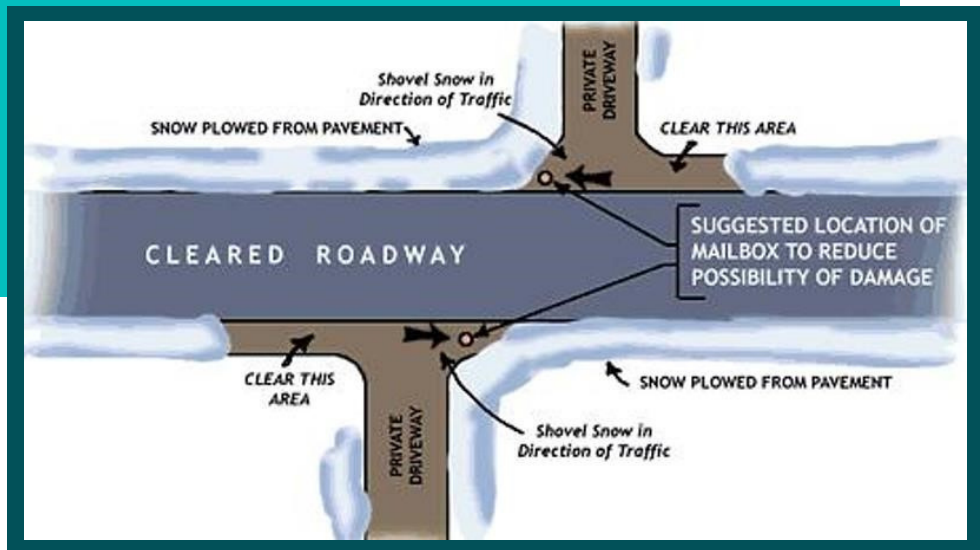 Shovel Snow in
Direction of Traffic
PRIVATE
DRIVEWAY
SNOW PLOWED FROM PAVEMENT
CLEAR THIS AREA
SUGGESTED LOCATION OF
MAILBOX TO REDUCE
POSSIBILITY OF DAMAGE
CLEARED ROADWAY
CLEAR THIS
AREA
SNOW PLOWED FROM PAVEMENT
PRIVATE
DRIVEWAY
Shovel Snow in
Direction of Traffic